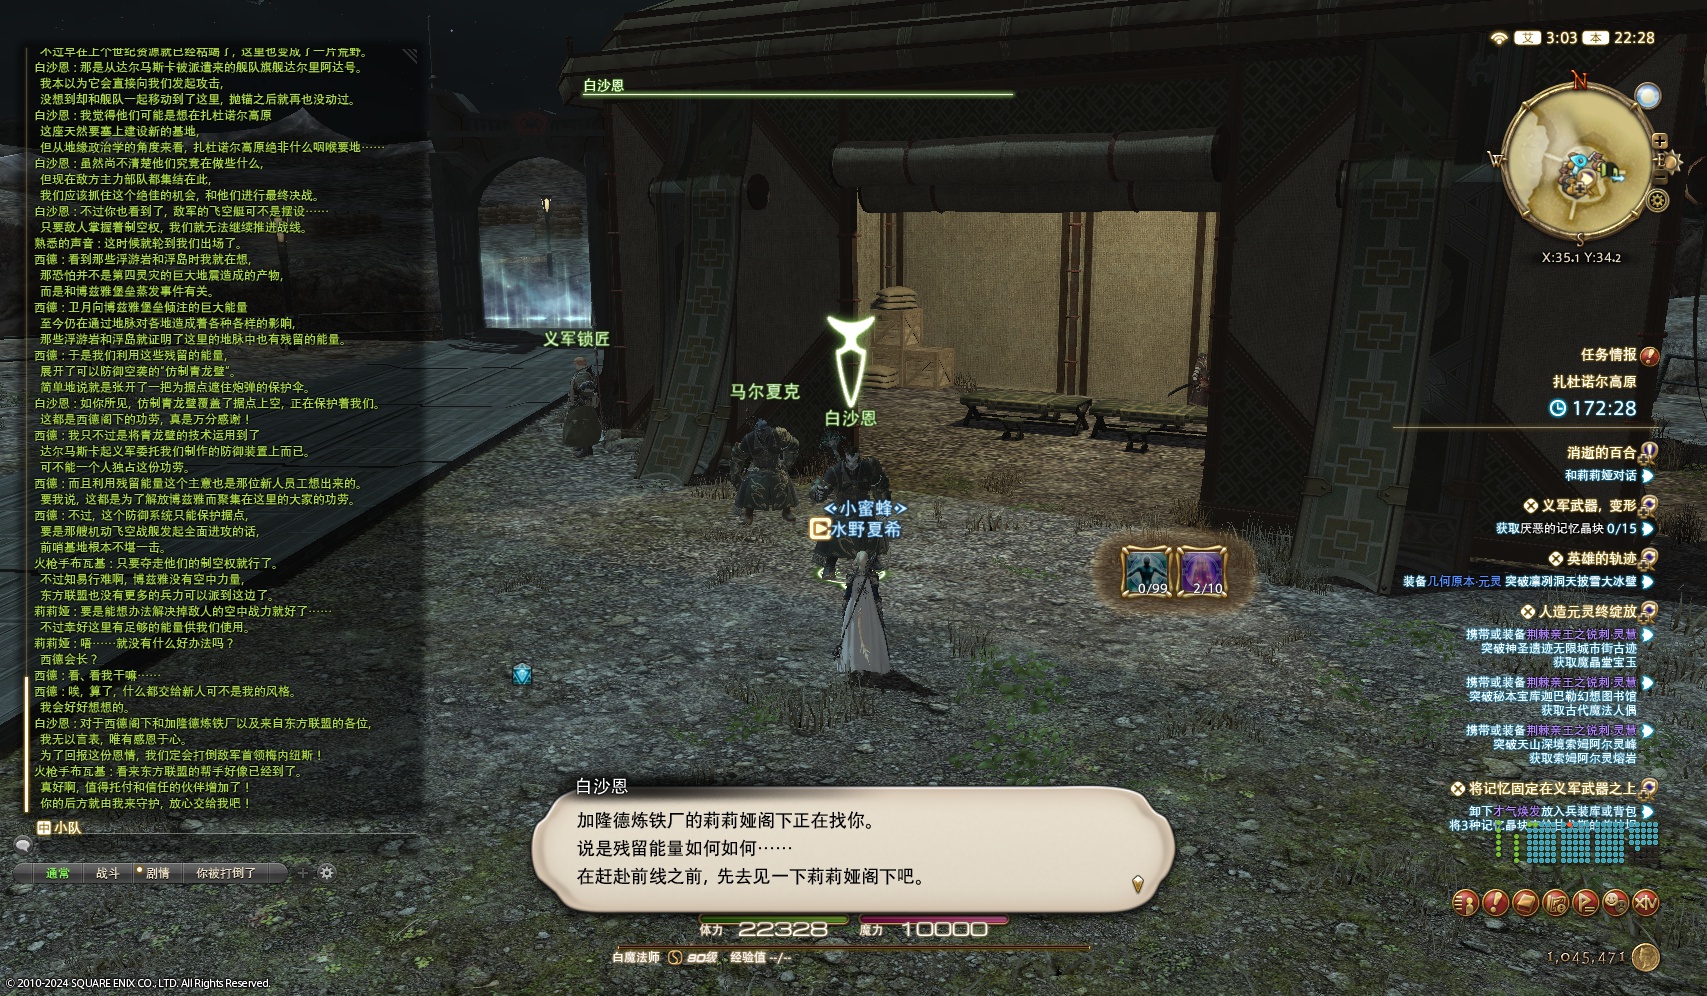 不过早在上个世纪资源就已经枯竭了，这里也变成了一片荒野。
白沙恩：那是从达尔马斯卡被派遣来的舰队旗舰达尔里阿达号。
我本以为它会直接向我们发起攻击，
没想到却和舰队一起移动到了这里，抛锚之后就再也没动过。
白沙恩：我觉得他们可能是想在扎杜诺尔高原
这座天然要塞上建设新的基地，
但从地缘政治学的角度来看，扎杜诺尔高原绝非什么咽喉要地……
白沙恩：虽然尚不清楚他们究竟在做些什么，
但现在敌方主力部队都集结在此，
我们应该抓住这个绝佳的机会，和他们进行最终决战。
白沙恩：不过你也看到了，敌军的飞空艇可不是摆设……
只要敌人掌握着制空权，我们就无法继续推进战线。
熟悉的声音：这时候就轮到我们出场了。
西德：看到那些浮游岩和浮岛时我就在想，
那恐怕并不是第四灵灾的巨大地震造成的产物，
而是和博兹雅堡垒蒸发事件有关。
西德：卫月向博兹雅堡垒倾注的巨大能量
至今仍在通过地脉对各地造成着各种各样的影响，
那些浮游岩和浮岛就证明了这里的地脉中也有残留的能量。
西德：于是我们利用这些残留的能量，
展开了可以防御空袭的“仿制青龙壁”。
简单地说就是张开了一把为据点遮住炮弹的保护伞。
白沙恩：如你所见，仿制青龙壁覆盖了据点上空，正在保护着我们。
这都是西德阁下的功劳，真是万分感谢！
西德：我只不过是将青龙壁的技术运用到了
达尔马斯卡起义军委托我们制作的防御装置上而已。
可不能一个人独占这份功劳。
西德：而且利用残留能量这个主意也是那位新人员工想出来的。
要我说，这都是为了解放博兹雅而聚集在这里的大家的功劳。
西德：不过，这个防御系统只能保护据点，
要是那艘机动飞空战舰发起全面进攻的话，
前哨基地根本不堪一击。
火枪手布瓦基：只要夺走他们的制空权就行了。
不过知易行难啊，博兹雅没有空中力量，
东方联盟也没有更多的兵力可以派到这边了。
莉莉娅：要是能想办法解决掉敌人的空中战力就好了……
不过幸好这里有足够的能量供我们使用。
莉莉娅：唔……就没有什么好办法吗？
西德会长？
西德：看、看我干嘛……
西德：唉，算了，什么都交给新人可不是我的风格。
我会好好想想的。
白沙恩：对于西德阁下和加隆德炼铁厂以及来自东方联盟的各位，
我无以言表，唯有感恩于心。
为了回报这份恩情，我们定会打倒敌军首领梅内纽斯！
火枪手布瓦基：看来东方联盟的帮手好像已经到了。
真好啊，值得托付和信任的伙伴增加了！
你的后方就由我来守护，放心交给我吧！
小队
通常 战斗 剧情 你被打倒了
白沙恩
义军锁匠
马尔夏克
白沙恩
小蜜蜂
水野夏希
0/99 2/10
白沙恩
加隆德炼铁厂的莉莉娅阁下正在找你。
说是残留能量如何如何……
在赶赴前线之前，先去见一下莉莉娅阁下吧。
体力 22328 魔力 10000
白魔法师 80级 经验值 --/--
艾 3:03 本 22:28
N
W
E
S
X:35.1 Y:34.2
任务情报
扎杜诺尔高原
172:28
消逝的百合
和莉莉娅对话
义军武器，变形
获取厌恶的记忆晶块 0/15
英雄的轨迹
装备几何原本·元灵 突破凛冽洞天披雪大冰壁
人造元灵终绽放
携带或装备荆棘亲王之锐刺·灵慧
突破神圣遗迹无限城市街古迹
获取魔晶堂宝玉
携带或装备荆棘亲王之锐刺·灵慧
突破秘本宝库迦巴勒幻想图书馆
获取古代魔法人偶
携带或装备荆棘亲王之锐刺·灵慧
突破天山深境索姆阿尔灵峰
获取索姆阿尔灵熔岩
将记忆固定在义军武器之上
卸下才气焕发放入兵装库或背包
将3种记忆晶块
XIV
1,045,471
© 2010-2024 SQUARE ENIX CO., LTD. All Rights Reserved.